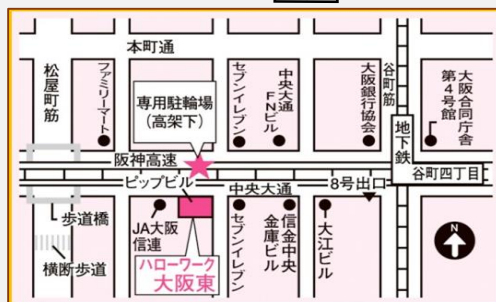 本町通
松屋町筋
ファミリーマート
専用駐輪場
(高架下)
セブンイレブン
中央大通
FNビル
大阪銀行協会
谷町筋
大阪合同庁舎
第4号館
地下鉄
阪神高速
谷町四丁目
ピップビル
中央大通
8号出口
歩道橋
横断歩道
JA大阪
信連
ハローワーク
大阪東
セブンイレブン
信金中央
金庫ビル
大江ビル
N